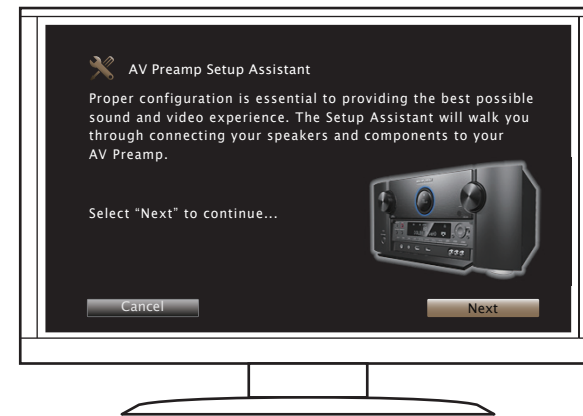 AV Preamp Setup Assistant
Proper configuration is essential to providing the best possible
sound and video experience. The Setup Assistant will walk you
through connecting your speakers and components to your
AV Preamp.
Select “Next” to continue...
Cancel
Next